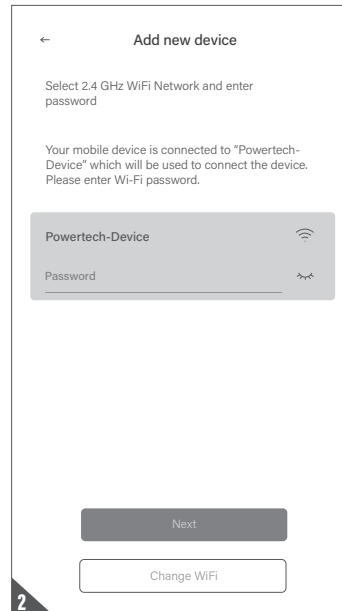 ←
Add new device
Select 2.4 GHz WiFi Network and enter
password
Your mobile device is connected to “Powertech-
Device” which will be used to connect the device.
Please enter Wi-Fi password.
Powertech-Device
Password
Next
Change WiFi
2